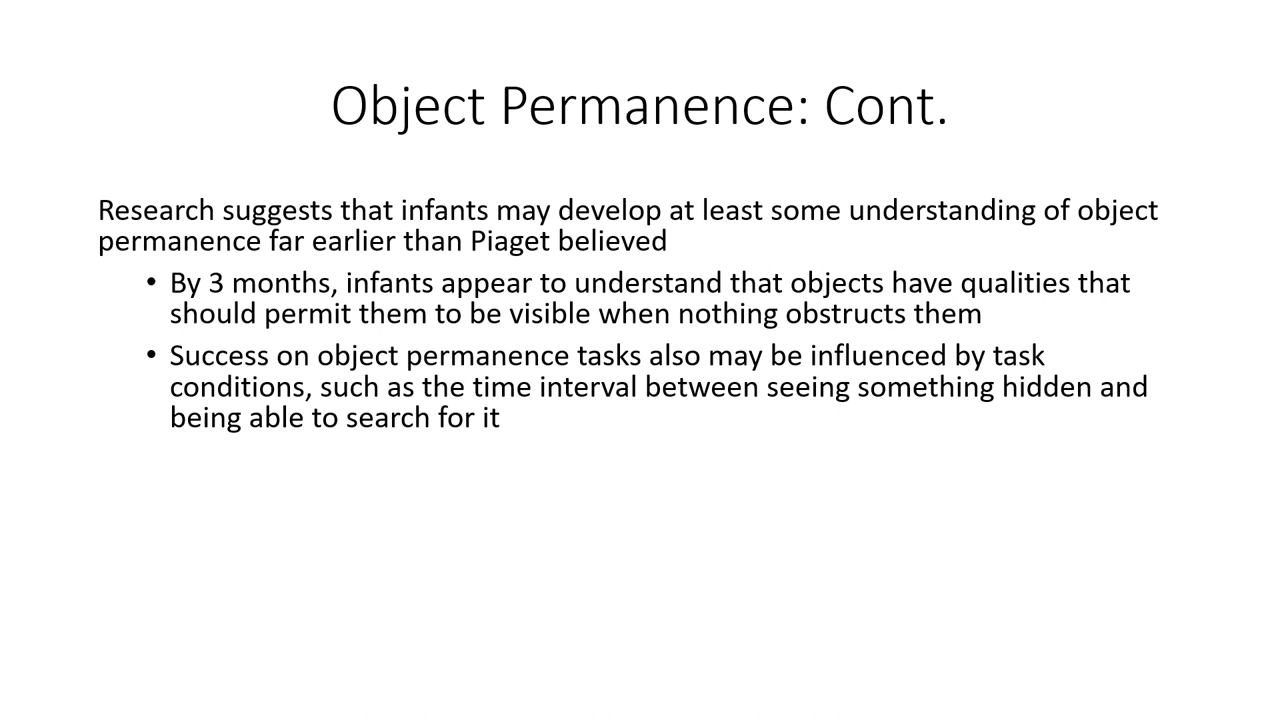 Object Permanence: Cont.
Research suggests that infants may develop at least some understanding of object
permanence far earlier than Piaget believed
• By 3 months, infants appear to understand that objects have qualities that
should permit them to be visible when nothing obstructs them
• Success on object permanence tasks also may be influenced by task
conditions, such as the time interval between seeing something hidden and
being able to search for it